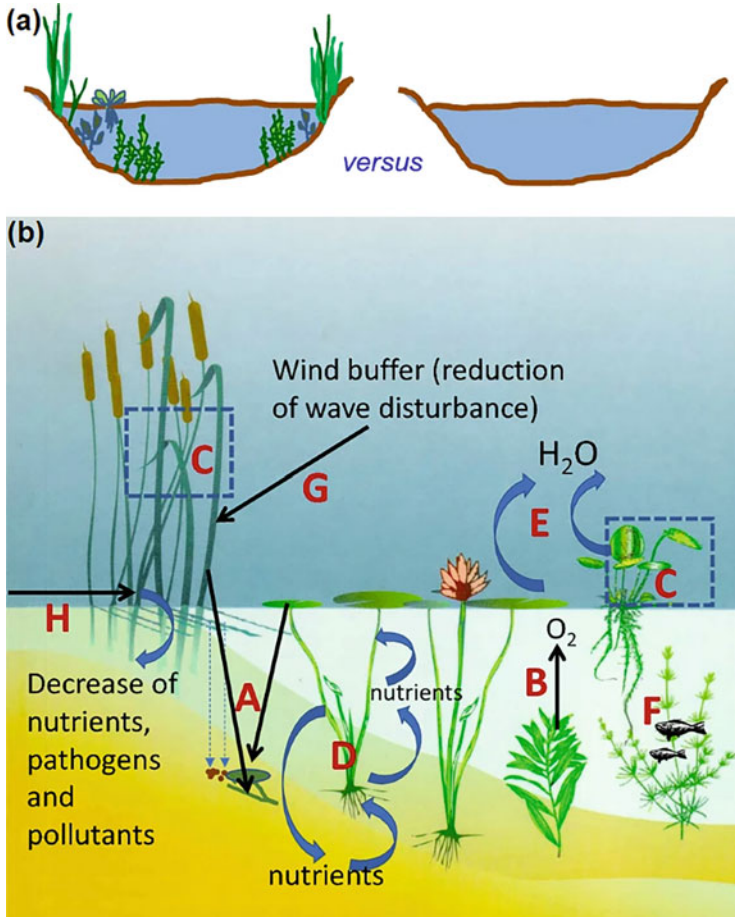 (a)
versus
(b)
Wind buffer (reduction
of wave disturbance)
C
G
H₂O
E
C
H
O₂
Decrease of
nutrients,
pathogens
and
pollutants
A
nutrients
B
F
D
nutrients